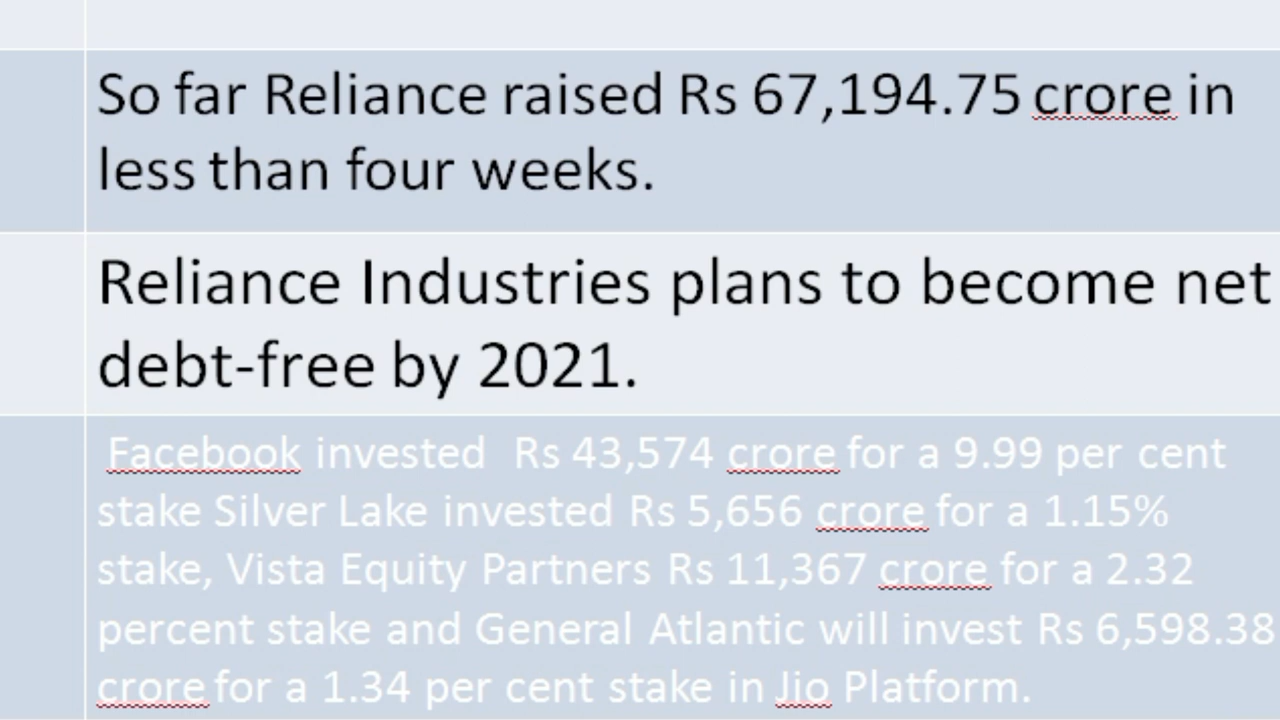 So far Reliance raised Rs 67,194.75 crore in
less than four weeks.
Reliance Industries plans to become net
debt-free by 2021.
Facebook invested Rs 43,574 crore for a 9.99 per cent
stake Silver Lake invested Rs 5,656 crore for a 1.15%
stake, Vista Equity Partners Rs 11,367 crore for a 2.32
percent stake and General Atlantic will invest Rs 6,598.38
crore for a 1.34 per cent stake in Jio Platform.